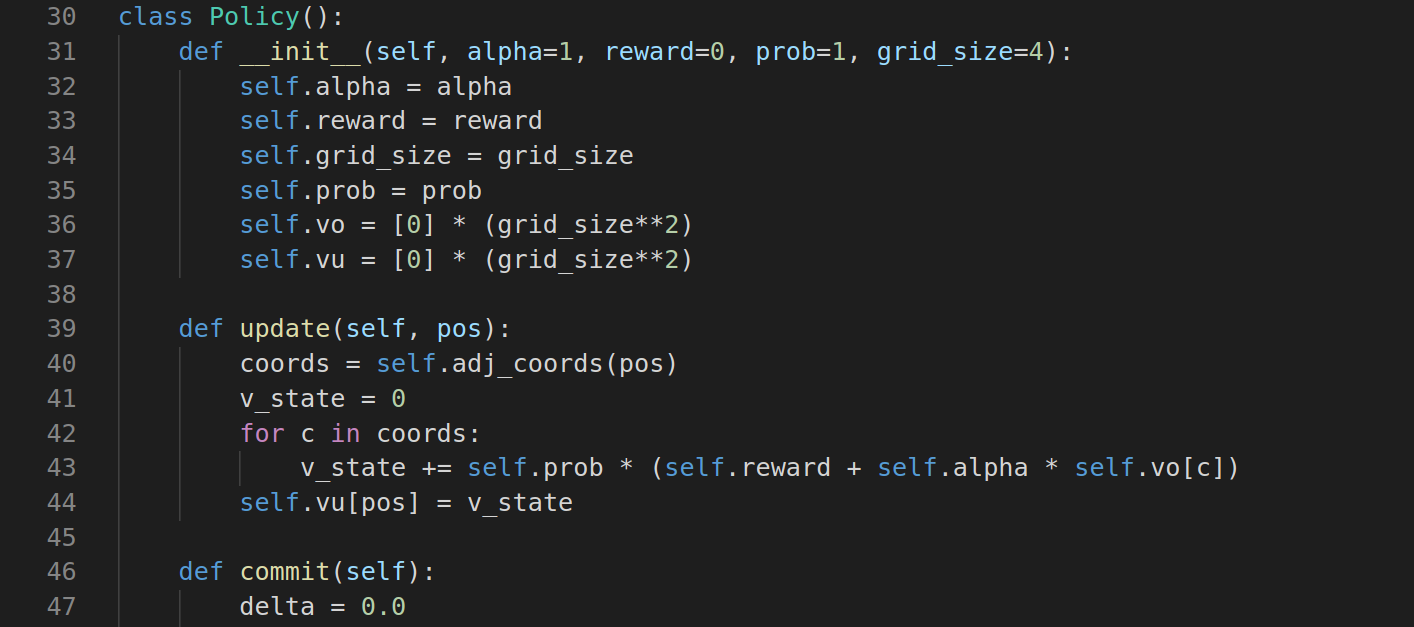 30 class Policy():
31     def __init__(self, alpha=1, reward=0, prob=1, grid_size=4):
32         self.alpha = alpha
33         self.reward = reward
34         self.grid_size = grid_size
35         self.prob = prob
36         self.vo = [0] * (grid_size**2)
37         self.vu = [0] * (grid_size**2)
38
39     def update(self, pos):
40         coords = self.adj_coords(pos)
41         v_state = 0
42         for c in coords:
43             v_state += self.prob * (self.reward + self.alpha * self.vo[c])
44         self.vu[pos] = v_state
45
46     def commit(self):
47         delta = 0.0